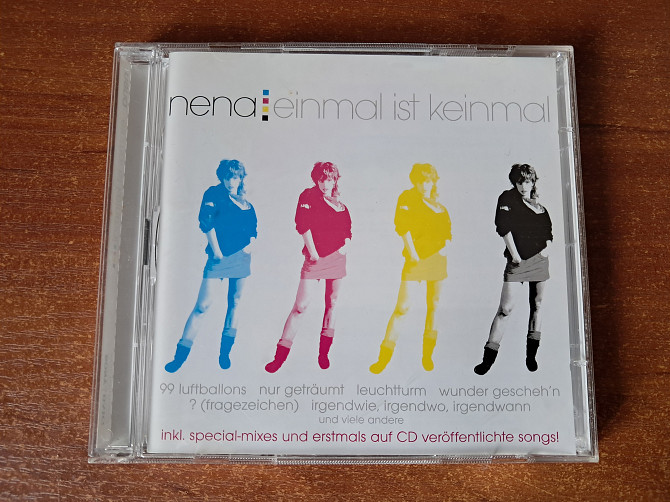 nena einmal ist keinmal
99 luftballons nur geträumt leuchtturm wunder gescheh'n
? (fragezeichen) irgendwie, irgendwo, irgendwann
und viele andere
inkl. special-mixes und erstmals auf CD veröffentlichte songs!